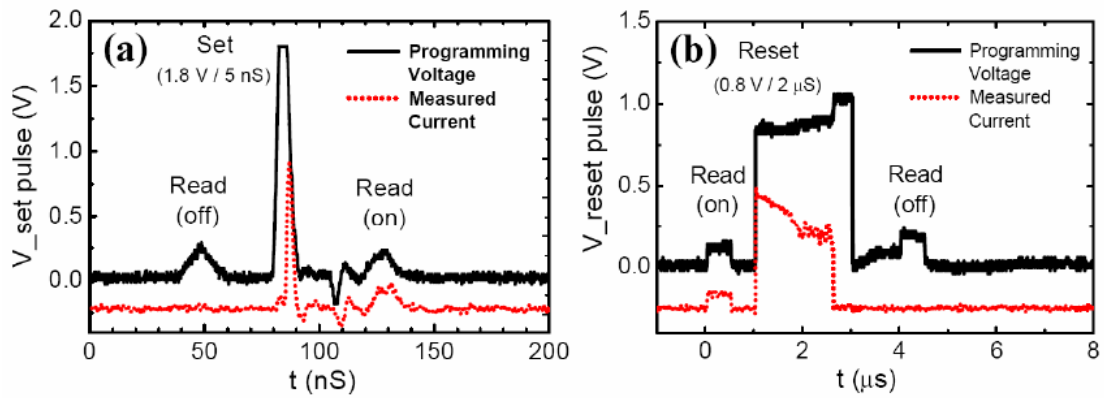 (a)
Set
(1.8 V / 5 nS)
Programming
Voltage
Measured
Current
Read
(off)
Read
(on)
V_set pulse (V)
2.0
1.5
1.0
0.5
0.0
0 50 100 150 200
t (nS)
(b)
Reset
(0.8 V / 2 μS)
Programming
Voltage
Measured
Current
Read
(on)
Read
(off)
V_reset pulse (V)
1.5
1.0
0.5
0.0
0 2 4 6 8
t (μs)